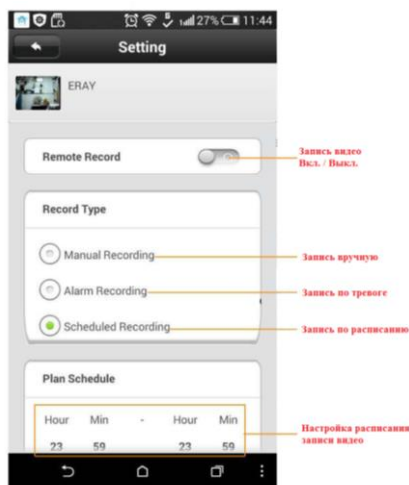 27% 11:44
Setting
ERAY
Remote Record
Запись видео
Вкл. / Выкл.
Record Type
Manual Recording
Запись вручную
Alarm Recording
Запись по тревоге
Scheduled Recording
Запись по расписанию
Plan Schedule
Hour Min - Hour Min
23 59 23 59
Настройка расписания
записи видео